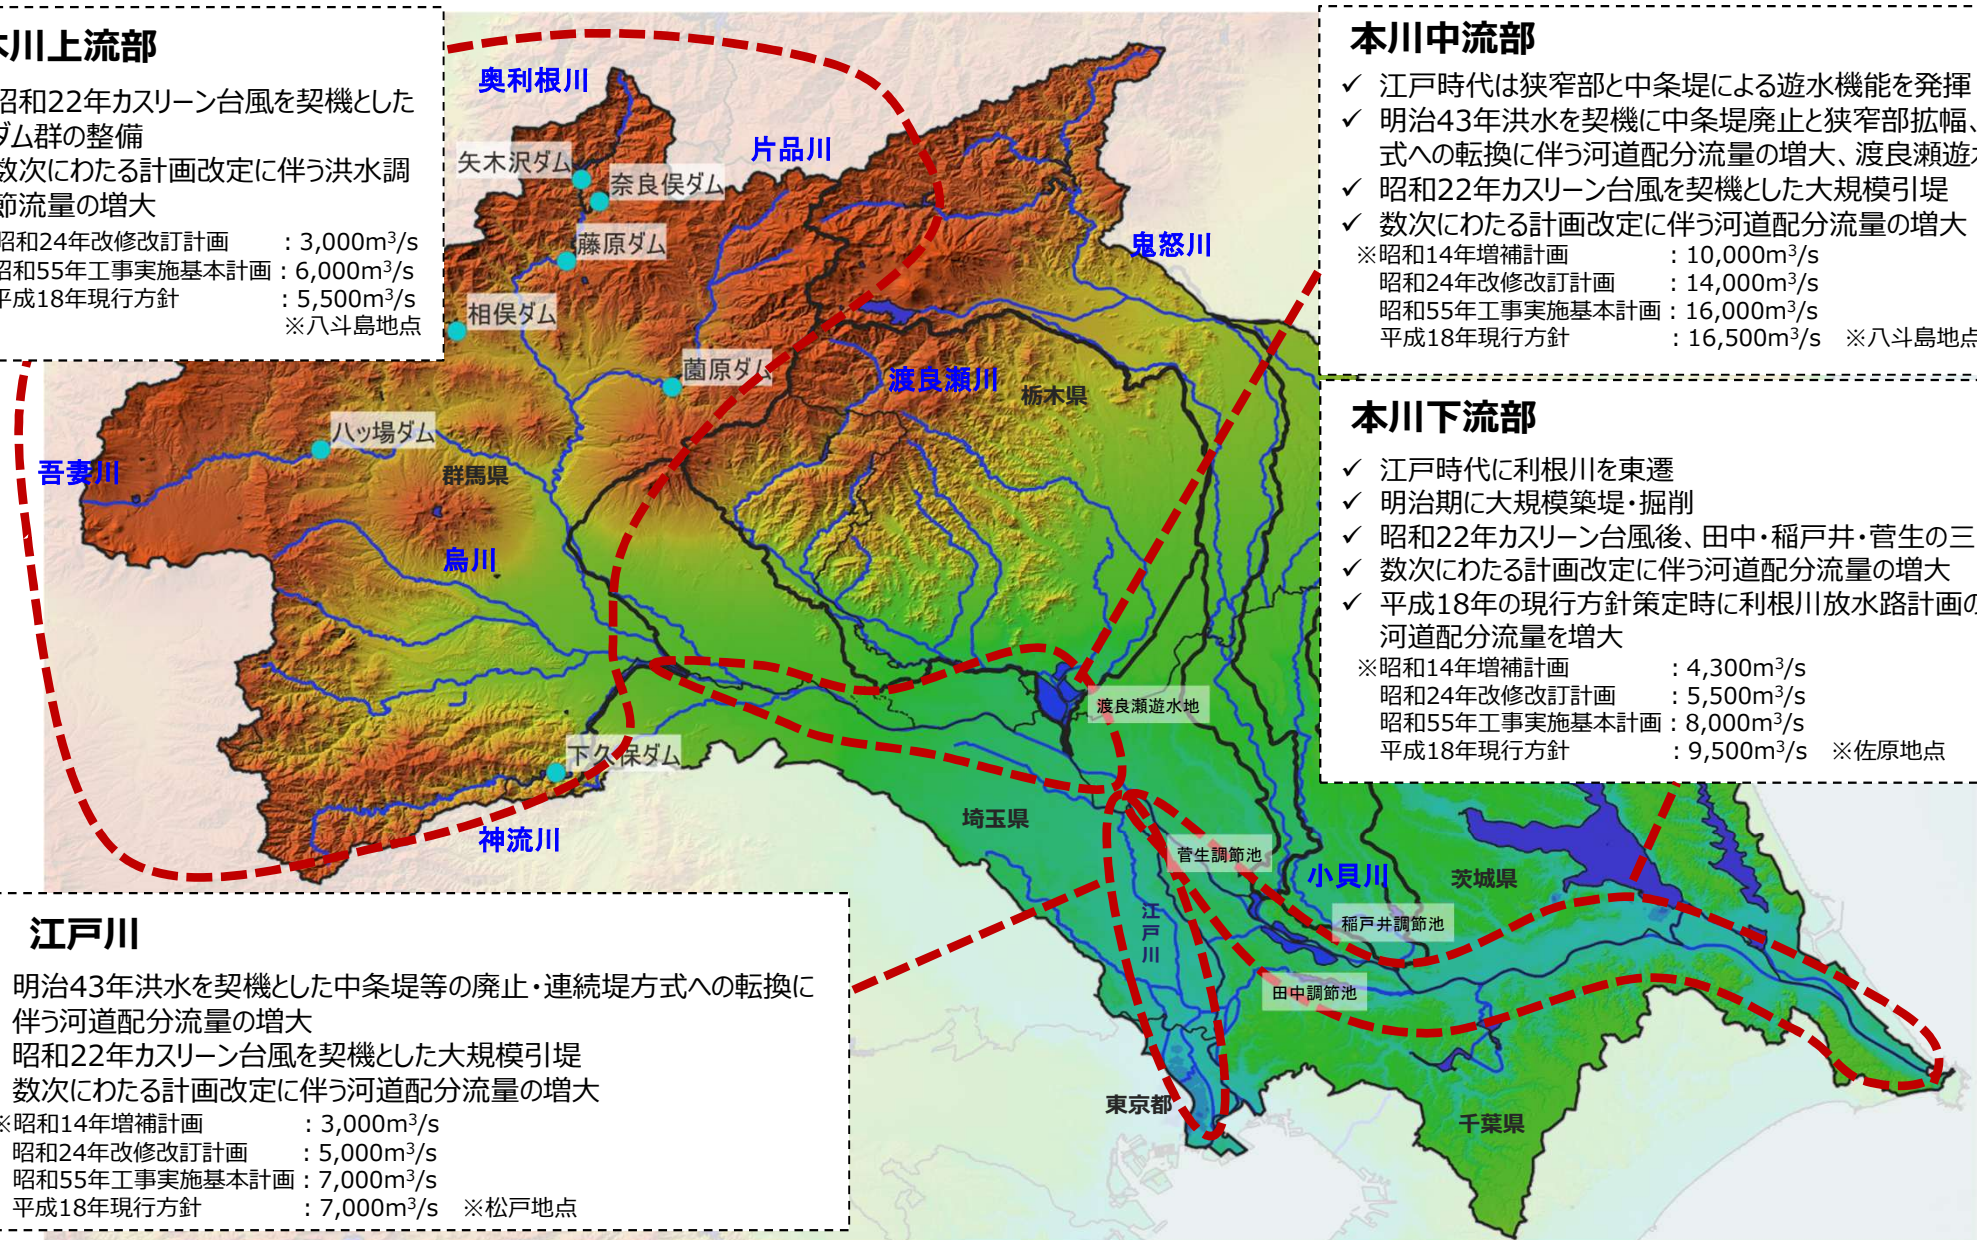 本川上流部
昭和22年カスリーン台風を契機とした
ダム群の整備
数次にわたる計画改定に伴う洪水調
節流量の増大
昭和24年改修改訂計画 : 3,000m³/s
昭和55年工事実施基本計画 : 6,000m³/s
平成18年現行方針 : 5,500m³/s
※八斗島地点
本川中流部
✓ 江戸時代は狭窄部と中条堤による遊水機能を発揮
✓ 明治43年洪水を契機に中条堤廃止と狭窄部拡幅、
式への転換に伴う河道配分流量の増大、渡良瀬遊水
✓ 昭和22年カスリーン台風を契機とした大規模引堤
✓ 数次にわたる計画改定に伴う河道配分流量の増大
※昭和14年増補計画 : 10,000m³/s
昭和24年改修改訂計画 : 14,000m³/s
昭和55年工事実施基本計画 : 16,000m³/s
平成18年現行方針 : 16,500m³/s ※八斗島地点
本川下流部
✓ 江戸時代に利根川を東遷
✓ 明治期に大規模築堤・掘削
✓ 昭和22年カスリーン台風後、田中・稲戸井・菅生の三
✓ 数次にわたる計画改定に伴う河道配分流量の増大
✓ 平成18年の現行方針策定時に利根川放水路計画の
河道配分流量を増大
※昭和14年増補計画 : 4,300m³/s
昭和24年改修改訂計画 : 5,500m³/s
昭和55年工事実施基本計画 : 8,000m³/s
平成18年現行方針 : 9,500m³/s ※佐原地点
江戸川
明治43年洪水を契機とした中条堤等の廃止・連続堤方式への転換に
伴う河道配分流量の増大
昭和22年カスリーン台風を契機とした大規模引堤
数次にわたる計画改定に伴う河道配分流量の増大
※昭和14年増補計画 : 3,000m³/s
昭和24年改修改訂計画 : 5,000m³/s
昭和55年工事実施基本計画 : 7,000m³/s
平成18年現行方針 : 7,000m³/s ※松戸地点
奥利根川
片品川
矢木沢ダム
奈良俣ダム
藤原ダム
鬼怒川
相俣ダム
薗原ダム
渡良瀬川
栃木県
八ッ場ダム
吾妻川
群馬県
烏川
渡良瀬遊水地
下久保ダム
神流川
埼玉県
菅生調節池
小貝川
茨城県
江戸川
稲戸井調節池
田中調節池
東京都
千葉県